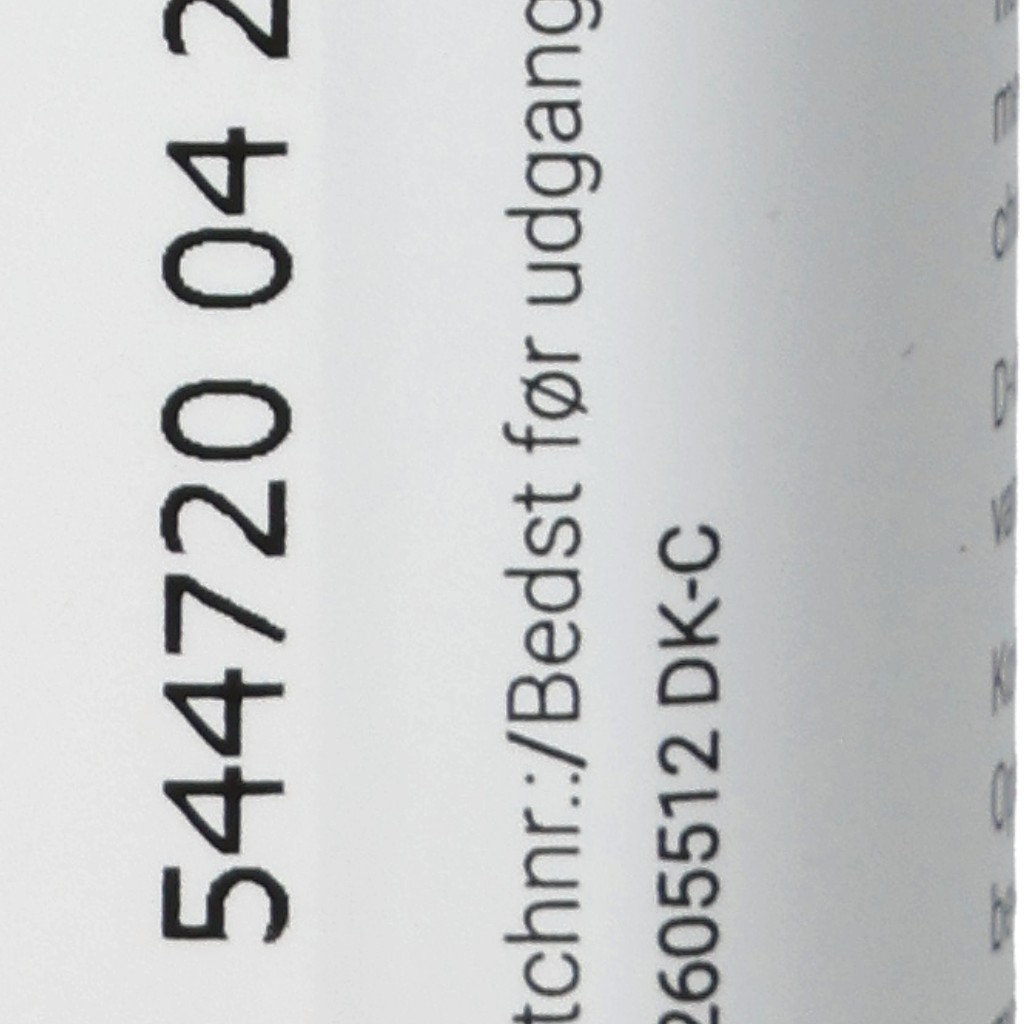 544720 04 2
tchnr.:/Bedst før udgang
2605512 DK-C